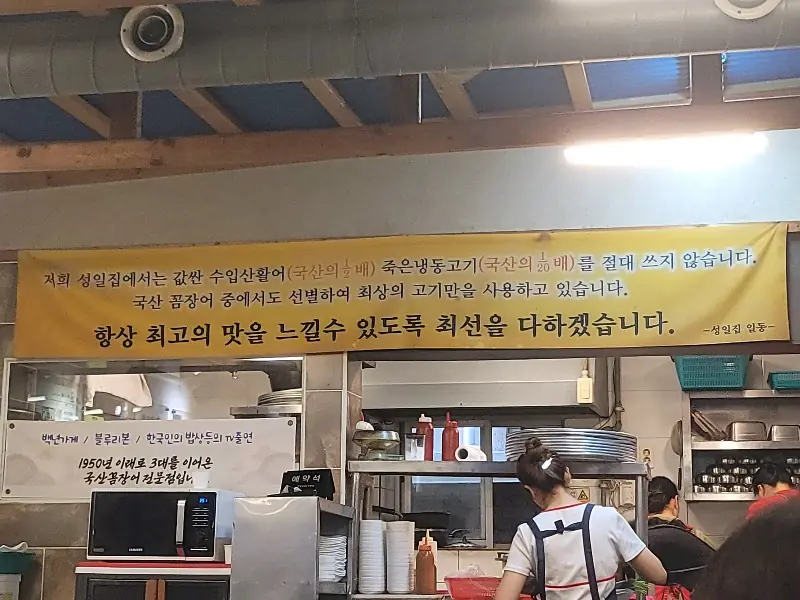 저희 성일집에서는 값싼 수입산활어(국산의 1/2 배) 죽은냉동고기(국산의 1/20 배)를 절대 쓰지 않습니다.
국산 꼼장어 중에서도 선별하여 최상의 고기만을 사용하고 있습니다.
항상 최고의 맛을 느낄수 있도록 최선을 다하겠습니다.
-성일집 일동-
백년가게 / 블루리본 / 한국인의 밥상등의 TV출연
1950년 이래로 3대를 이어온
국산꼼장어 전문점입니
예약석
SAMSUNG